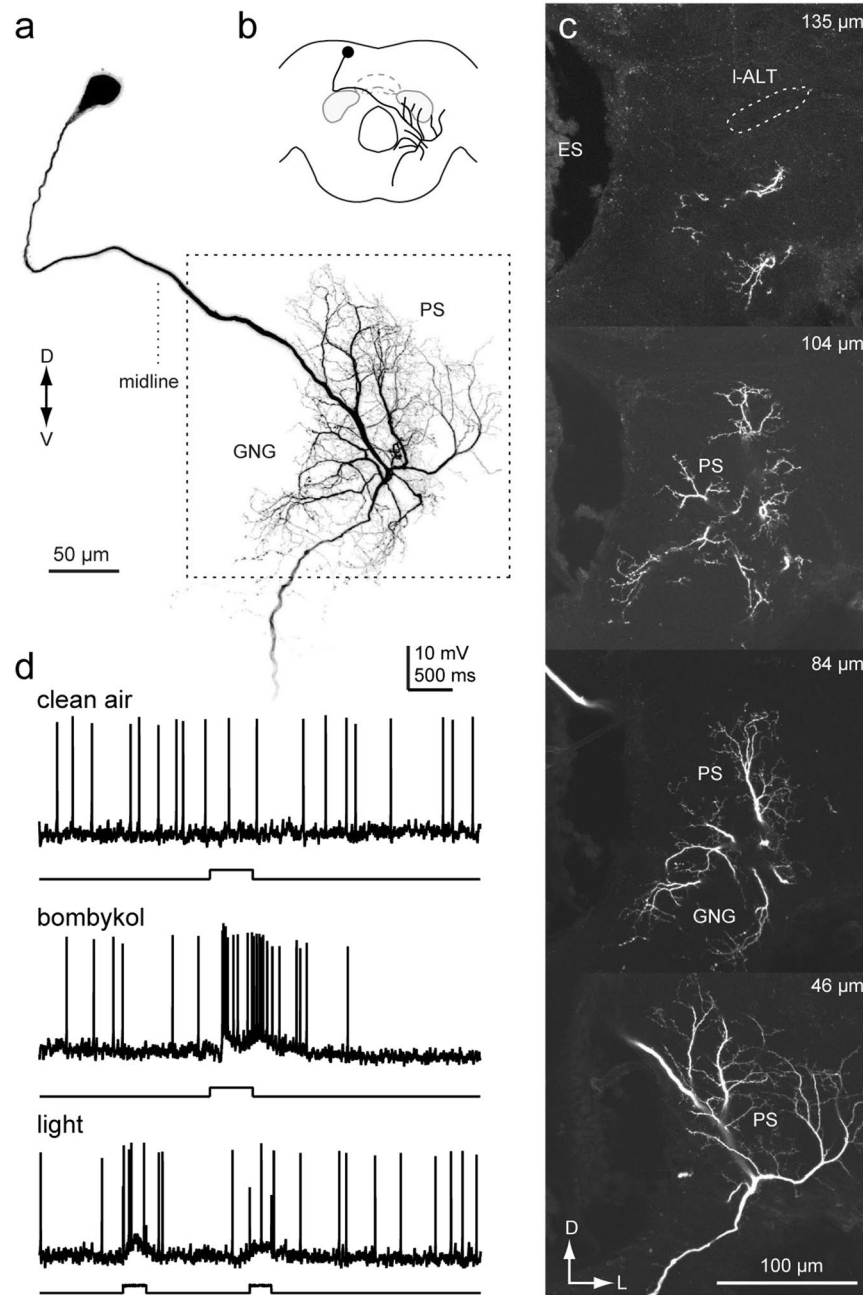 a
D
V
midline
PS
GNG
50 µm
b
c
135 µm
l-ALT
ES
104 µm
PS
84 µm
PS
GNG
46 µm
PS
D
L
100 µm
d
10 mV
500 ms
clean air
bombykol
light